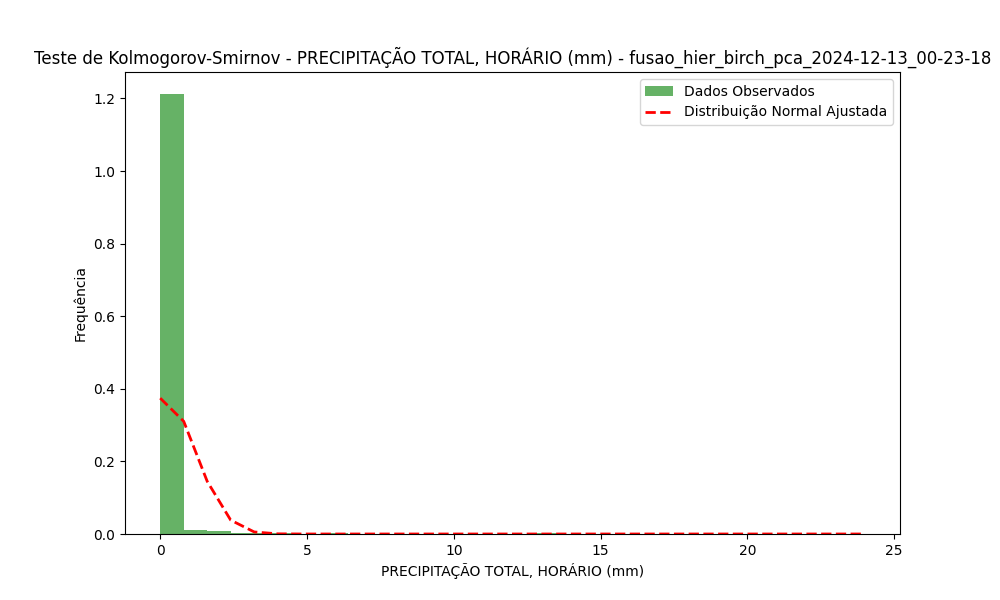 Teste de Kolmogorov-Smirnov - PRECIPITAÇÃO TOTAL, HORÁRIO (mm) - fusao_hier_birch_pca_2024-12-13_00-23-18
Dados Observados
Distribuição Normal Ajustada
Frequência
1.2
1.0
0.8
0.6
0.4
0.2
0.0
0 5 10 15 20 25
PRECIPITAÇÃO TOTAL, HORÁRIO (mm)